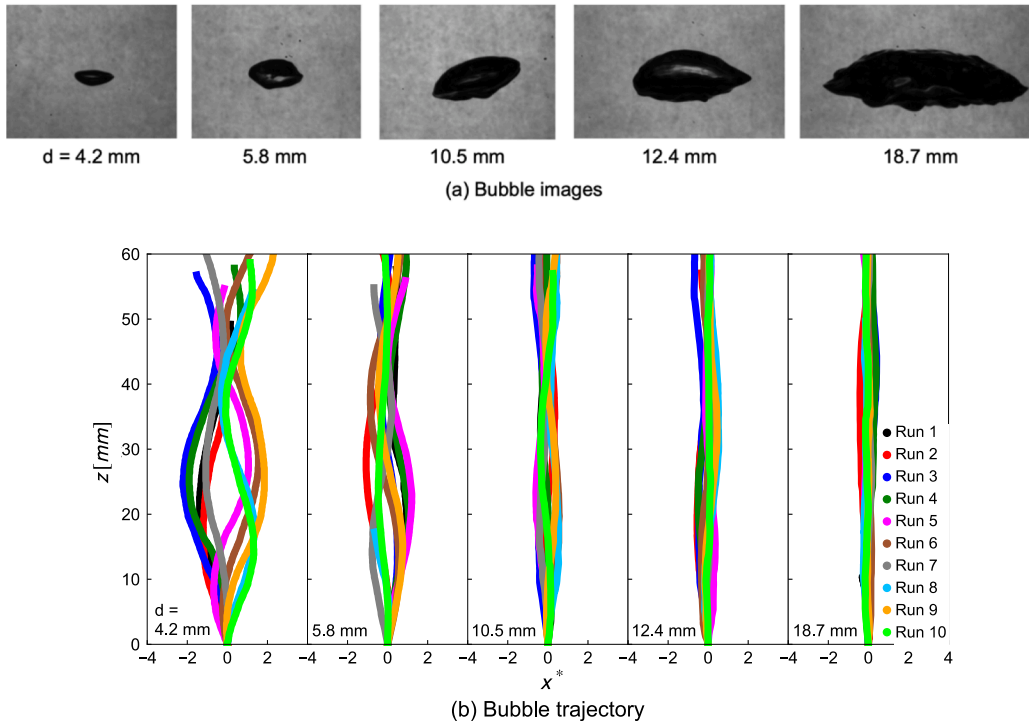 d = 4.2 mm 5.8 mm 10.5 mm 12.4 mm 18.7 mm
(a) Bubble images
60
50
40
30
20
10
0
z[mm]
d =
4.2 mm
5.8 mm
10.5 mm
12.4 mm
18.7 mm
Run 1
Run 2
Run 3
Run 4
Run 5
Run 6
Run 7
Run 8
Run 9
Run 10
−4 −2 0 2 −4 −2 0 2 −4 −2 0 2 −4 −2 0 2 −4 −2 0 2 4
x*
(b) Bubble trajectory